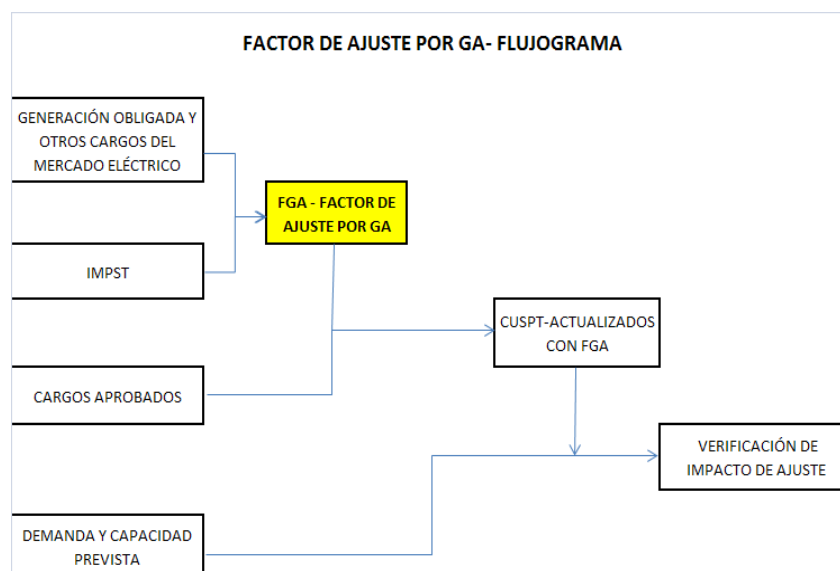 FACTOR DE AJUSTE POR GA- FLUJOGRAMA
GENERACIÓN OBLIGADA Y
OTROS CARGOS DEL
MERCADO ELÉCTRICO
FGA - FACTOR DE
AJUSTE POR GA
IMPST
CUSPT-ACTUALIZADOS
CON FGA
CARGOS APROBADOS
VERIFICACIÓN DE
IMPACTO DE AJUSTE
DEMANDA Y CAPACIDAD
PREVISTA